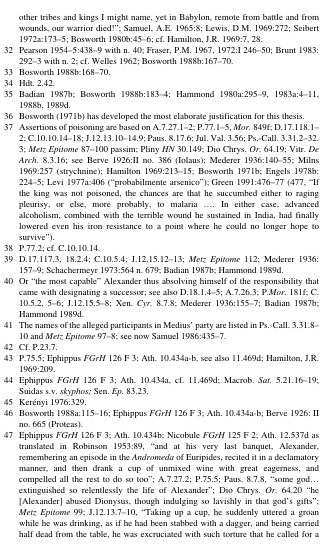 other tribes and kings I might name, yet in Babylon, remote from battle and from
wounds, our warrior died!”; Samuel, A.E. 1965:8; Lewis, D.M. 1969:272; Seibert
1972a:173–5; Bosworth 1980b:45–6; cf. Hamilton, J.R. 1969:7, 28.
32 Pearson 1954–5:438–9 with n. 40; Fraser, P.M. 1967, 1972:I 246–50; Brunt 1983:
292–3 with n. 2; cf. Welles 1962; Bosworth 1988b:167–70.
33 Bosworth 1988b:168–70.
34 Hdt. 2.42.
35 Badian 1987b; Bosworth 1988b:183–4; Hammond 1980a:295–9, 1983a:4–11,
1988b, 1989d.
36 Bosworth (1971b) has developed the most elaborate justification for this thesis.
37 Assertions of poisoning are based on A.7.27.1–2; P.77.1–5, Mor. 849f; D.17.118.1–
2; C.10.10.14–18; J.12.13.10–14.9; Paus. 8.17.6; Jul. Val. 3.56; Ps.-Call. 3.31.2–32.
3; Metz Epitome 87–100 passim; Pliny HN 30.149; Dio Chrys. Or. 64.19; Vitr. De
Arch. 8.3.16; see Berve 1926:II no. 386 (Iolaus); Mederer 1936:140–55; Milns
1969:257 (strychnine); Hamilton 1969:213–15; Bosworth 1971b; Engels 1978b:
224–5; Levi 1977a:406 (“probabilmente arsenico”); Green 1991:476–77 (477, “If
the king was not poisoned, the chances are that he succumbed either to raging
pleurisy, or else, more probably, to malaria …. In either case, advanced
alcoholism, combined with the terrible wound he sustained in India, had finally
lowered even his iron resistance to a point where he could no longer hope to
survive”).
38 P.77.2; cf. C.10.10.14.
39 D.17.117.3, 18.2.4; C.10.5.4; J.12.15.12–13; Metz Epitome 112; Mederer 1936:
157–9; Schachermeyr 1973:564 n. 679; Badian 1987b; Hammond 1989d.
40 Or “the most capable” Alexander thus absolving himself of the responsibility that
came with designating a successor; see also D.18.1.4–5; A.7.26.3; P.Mor. 181f; C.
10.5.2, 5–6; J.12.15.5–8; Xen. Cyr. 8.7.8; Mederer 1936:155–7; Badian 1987b;
Hammond 1989d.
41 The names of the alleged participants in Medius’ party are listed in Ps.-Call. 3.31.8–
10 and Metz Epitome 97–8; see now Samuel 1986:435–7.
42 Cf. P.23.7.
43 P.75.5; Ephippus FGrH 126 F 3; Ath. 10.434a-b, see also 11.469d; Hamilton, J.R.
1969:209.
44 Ephippus FGrH 126 F 3; Ath. 10.434a, cf. 11.469d; Macrob. Sat. 5.21.16–19;
Suidas s.v. skyphos; Sen. Ep. 83.23.
45 Kerényi 1976:329.
46 Bosworth 1988a:115–16; Ephippus FGrH 126 F 3; Ath. 10.434a-b; Berve 1926: II
no. 665 (Proteas).
47 Ephippus FGrH 126 F 3; Ath. 10.434b; Nicobule FGrH 125 F 2; Ath. 12.537d as
translated in Robinson 1953:89, “and at his very last banquet, Alexander,
remembering an episode in the Andromeda of Euripides, recited it in a declamatory
manner, and then drank a cup of unmixed wine with great eagerness, and
compelled all the rest to do so too”; A.7.27.2; P.75.5; Paus. 8.7.8, “some god…
extinguished so relentlessly the life of Alexander”; Dio Chrys. Or. 64.20 “he
[Alexander] abused Dionysus, though indulging so lavishly in that god’s gifts”;
Metz Epitome 99; J.12.13.7–10, “Taking up a cup, he suddenly uttered a groan
while he was drinking, as if he had been stabbed with a dagger, and being carried
half dead from the table, he was excruciated with such torture that he called for a